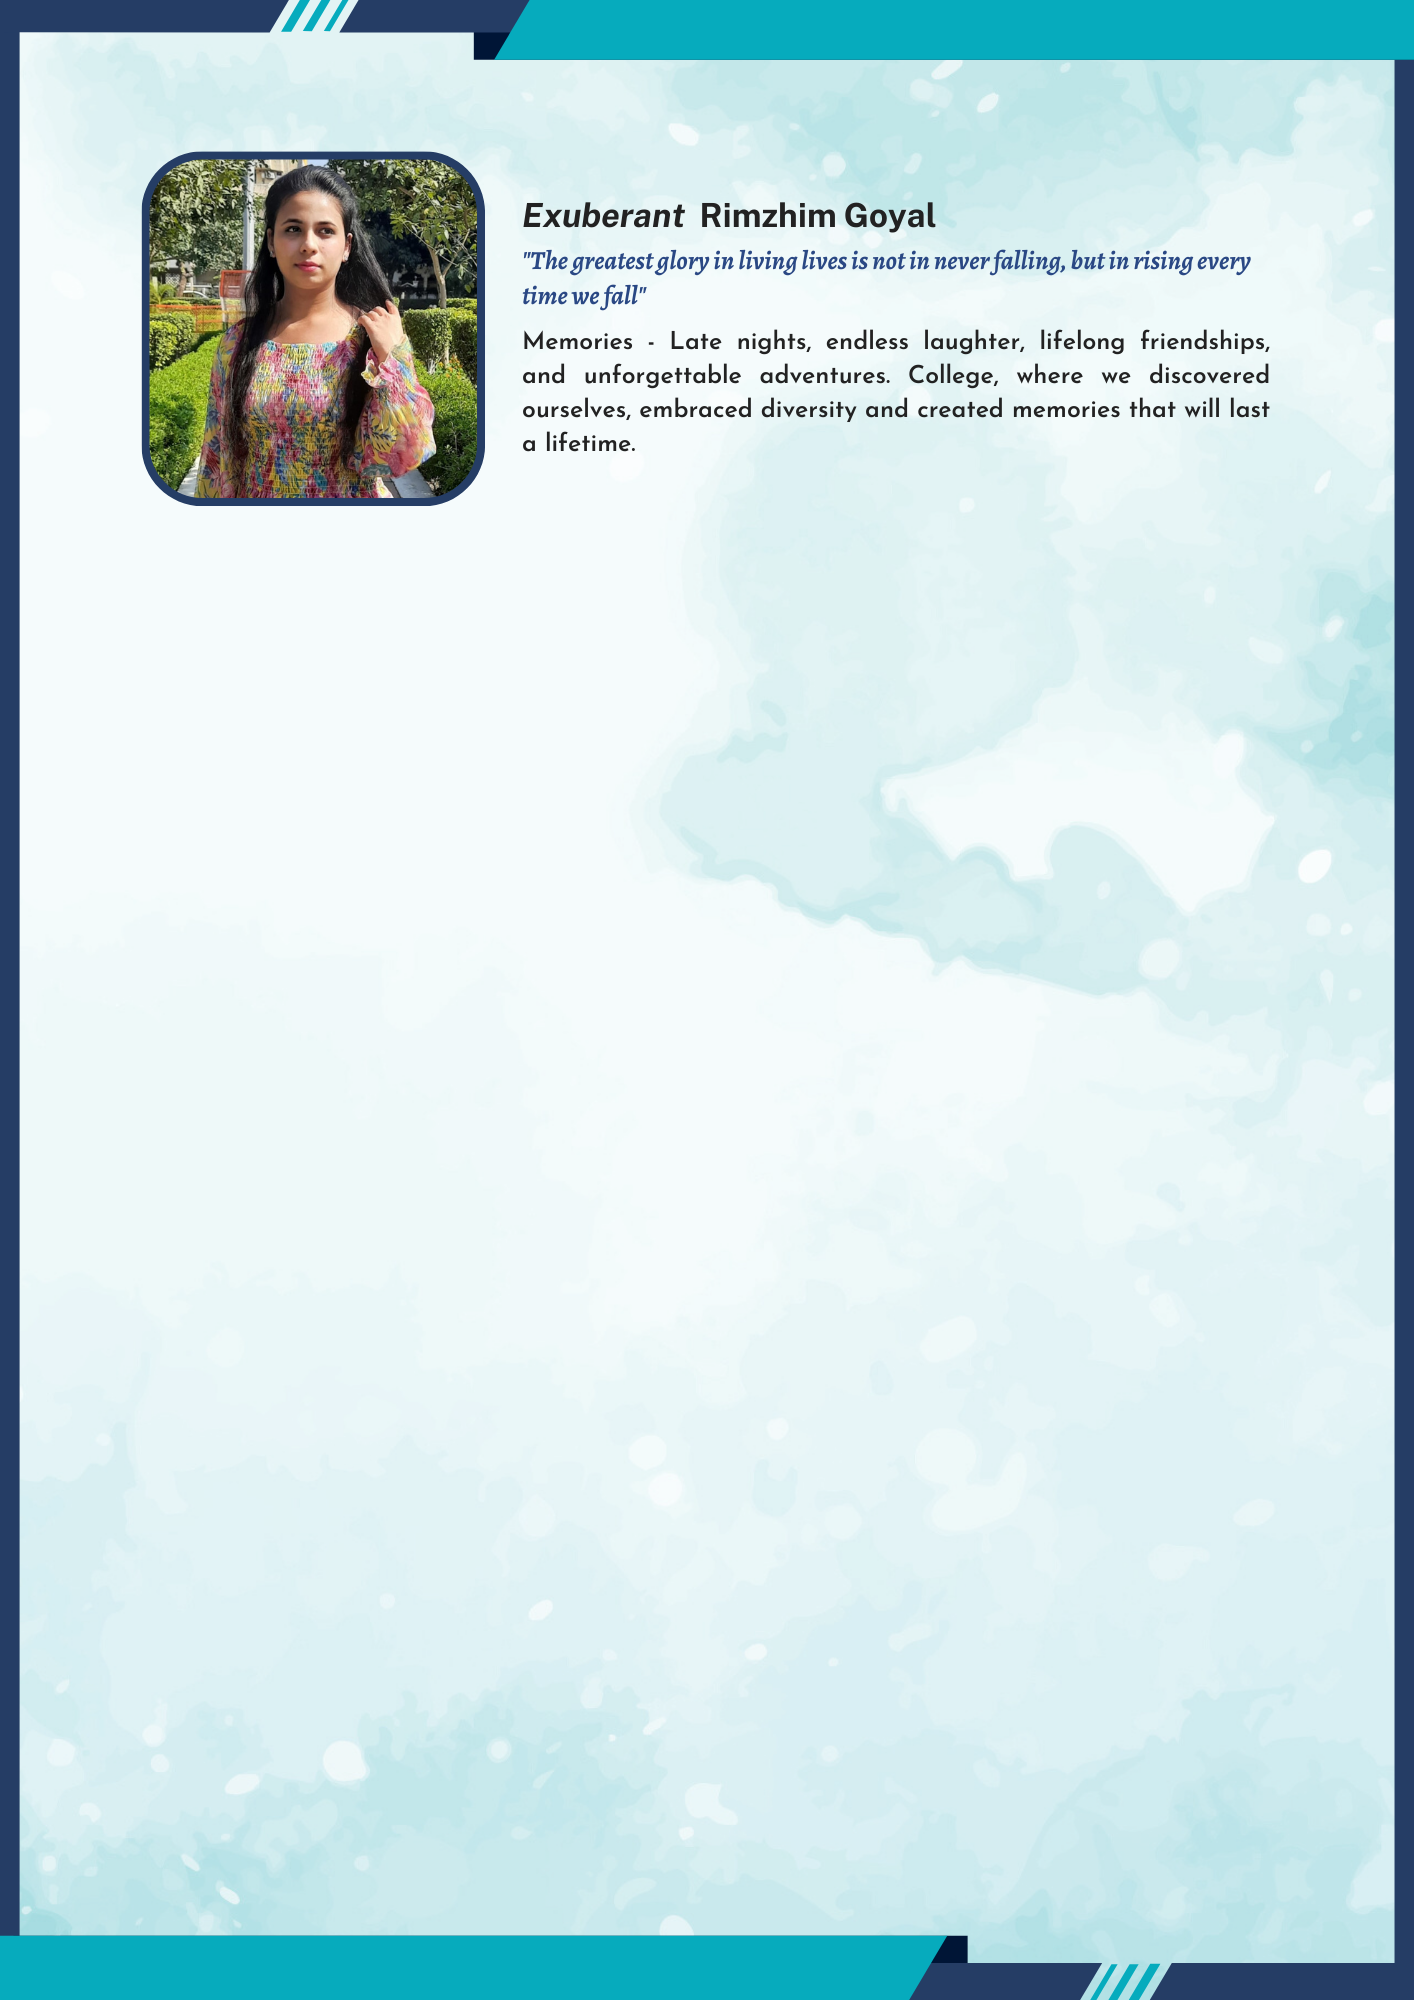 Exuberant Rimzhim Goyal
"The greatest glory in living lives is not in never falling, but in rising every
time we fall"
Memories - Late nights, endless laughter, lifelong friendships,
and unforgettable adventures. College, where we discovered
ourselves, embraced diversity and created memories that will last
a lifetime.